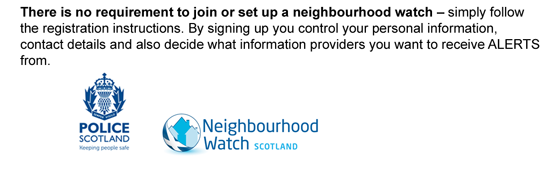 There is no requirement to join or set up a neighbourhood watch – simply follow
the registration instructions. By signing up you control your personal information,
contact details and also decide what information providers you want to receive ALERTS
from.
POLICE
SCOTLAND
Keeping people safe
Neighbourhood
Watch SCOTLAND